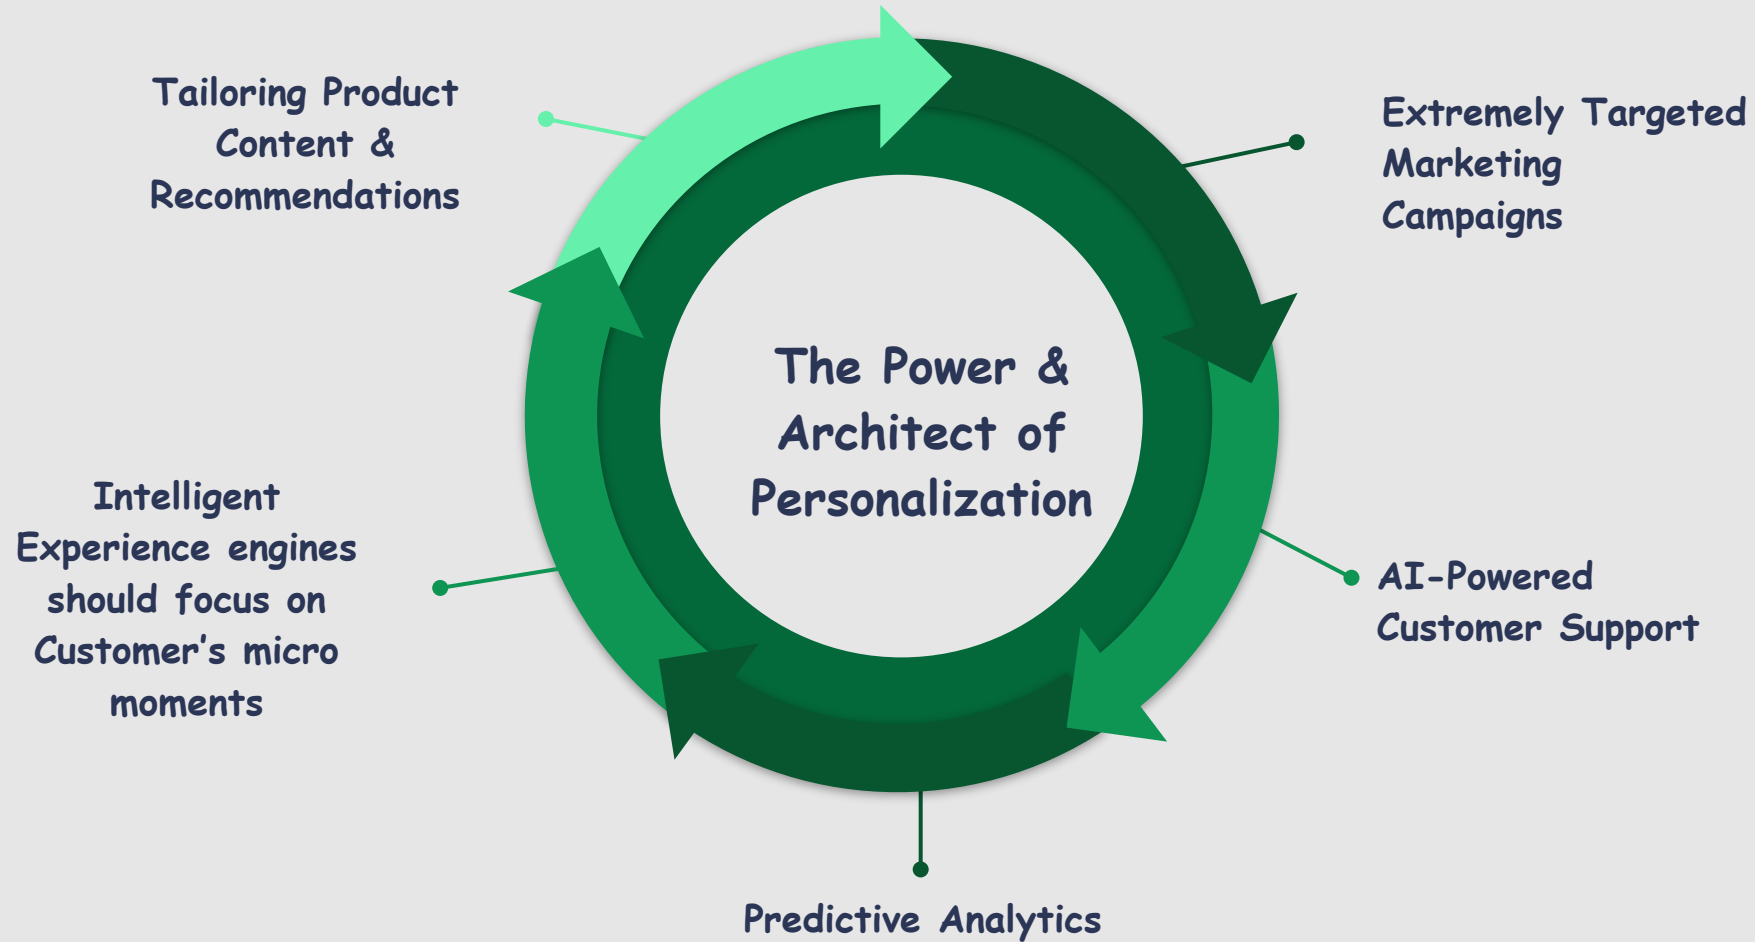 Tailoring Product
Content &
Recommendations
Extremely Targeted
Marketing
Campaigns
The Power &
Architect of
Personalization
Intelligent
Experience engines
should focus on
Customer's micro
moments
AI-Powered
Customer Support
Predictive Analytics